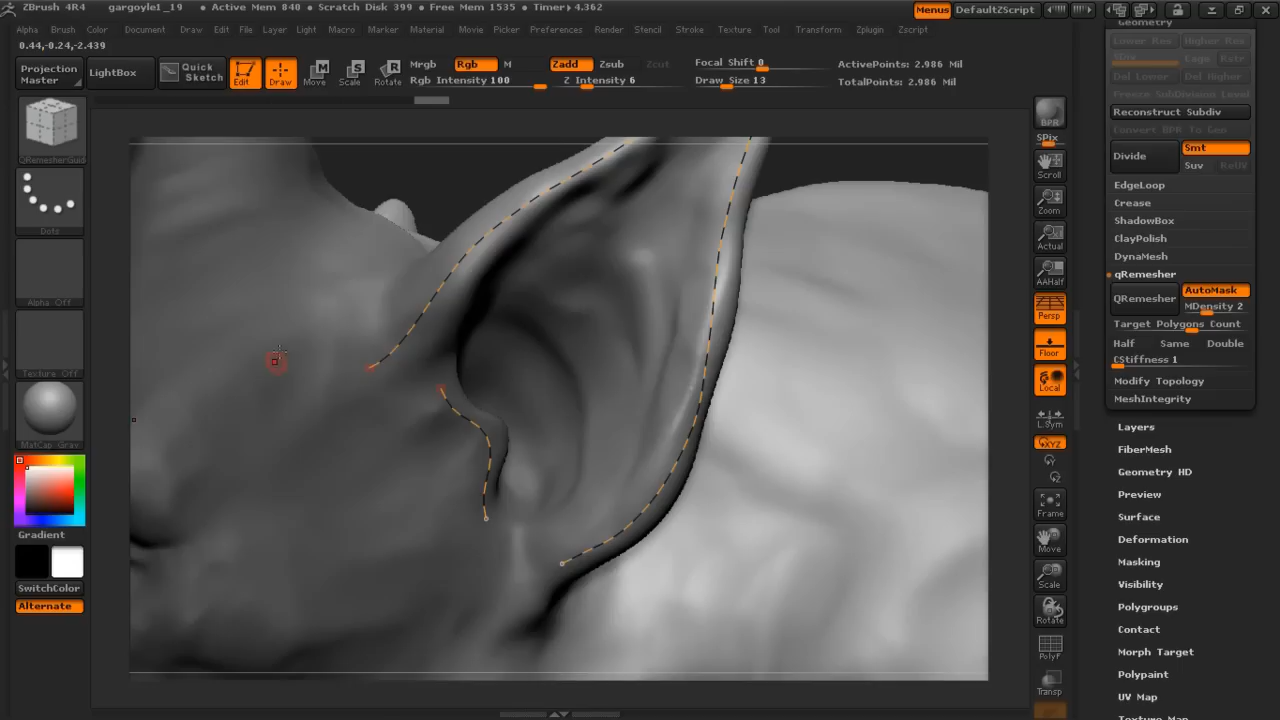 ZBrush 4R4 gargoyle1_19 • Active Mem 840 • Scratch Disk 399 • Free Mem 1535 • Timer▸4.362 Menus DefaultZScript
Alpha Brush Color Document Draw Edit File Layer Light Macro Marker Material Movie Picker Preferences Render Stencil Stroke Texture Tool Transform Zplugin Zscript
0.44,-0.24,-2.439
Projection Master
LightBox
Quick Sketch
Edit
Draw
Move
Scale
Rotate
Mrgb Rgb M
Rgb Intensity 100
Zadd Zsub Zcut
Z Intensity 6
Focal Shift 0
Draw Size 13
ActivePoints: 2.986 Mil
TotalPoints: 2.986 Mil
QRemesherGuid
Dots
Alpha Off
Texture Off
MatCap Gray
Gradient
SwitchColor
Alternate
BPR
SPix
Scroll
Zoom
Actual
AAHalf
Persp
Floor
Local
L.Sym
XYZ
Y
Z
Frame
Move
Scale
Rotate
PolyF
Transp
Geometry
Lower Res Higher Res
SDiv Cage Rstr
Del Lower Del Higher
Freeze SubDivision Level
Reconstruct Subdiv
Convert BPR To Geo
Divide
Smt
Suv ReUV
EdgeLoop
Crease
ShadowBox
ClayPolish
DynaMesh
qRemesher
QRemesher
AutoMask
MDensity 2
Target Polygons Count
Half Same Double
CStiffness 1
Modify Topology
MeshIntegrity
Layers
FiberMesh
Geometry HD
Preview
Surface
Deformation
Masking
Visibility
Polygroups
Contact
Morph Target
Polypaint
UV Map
Texture Map